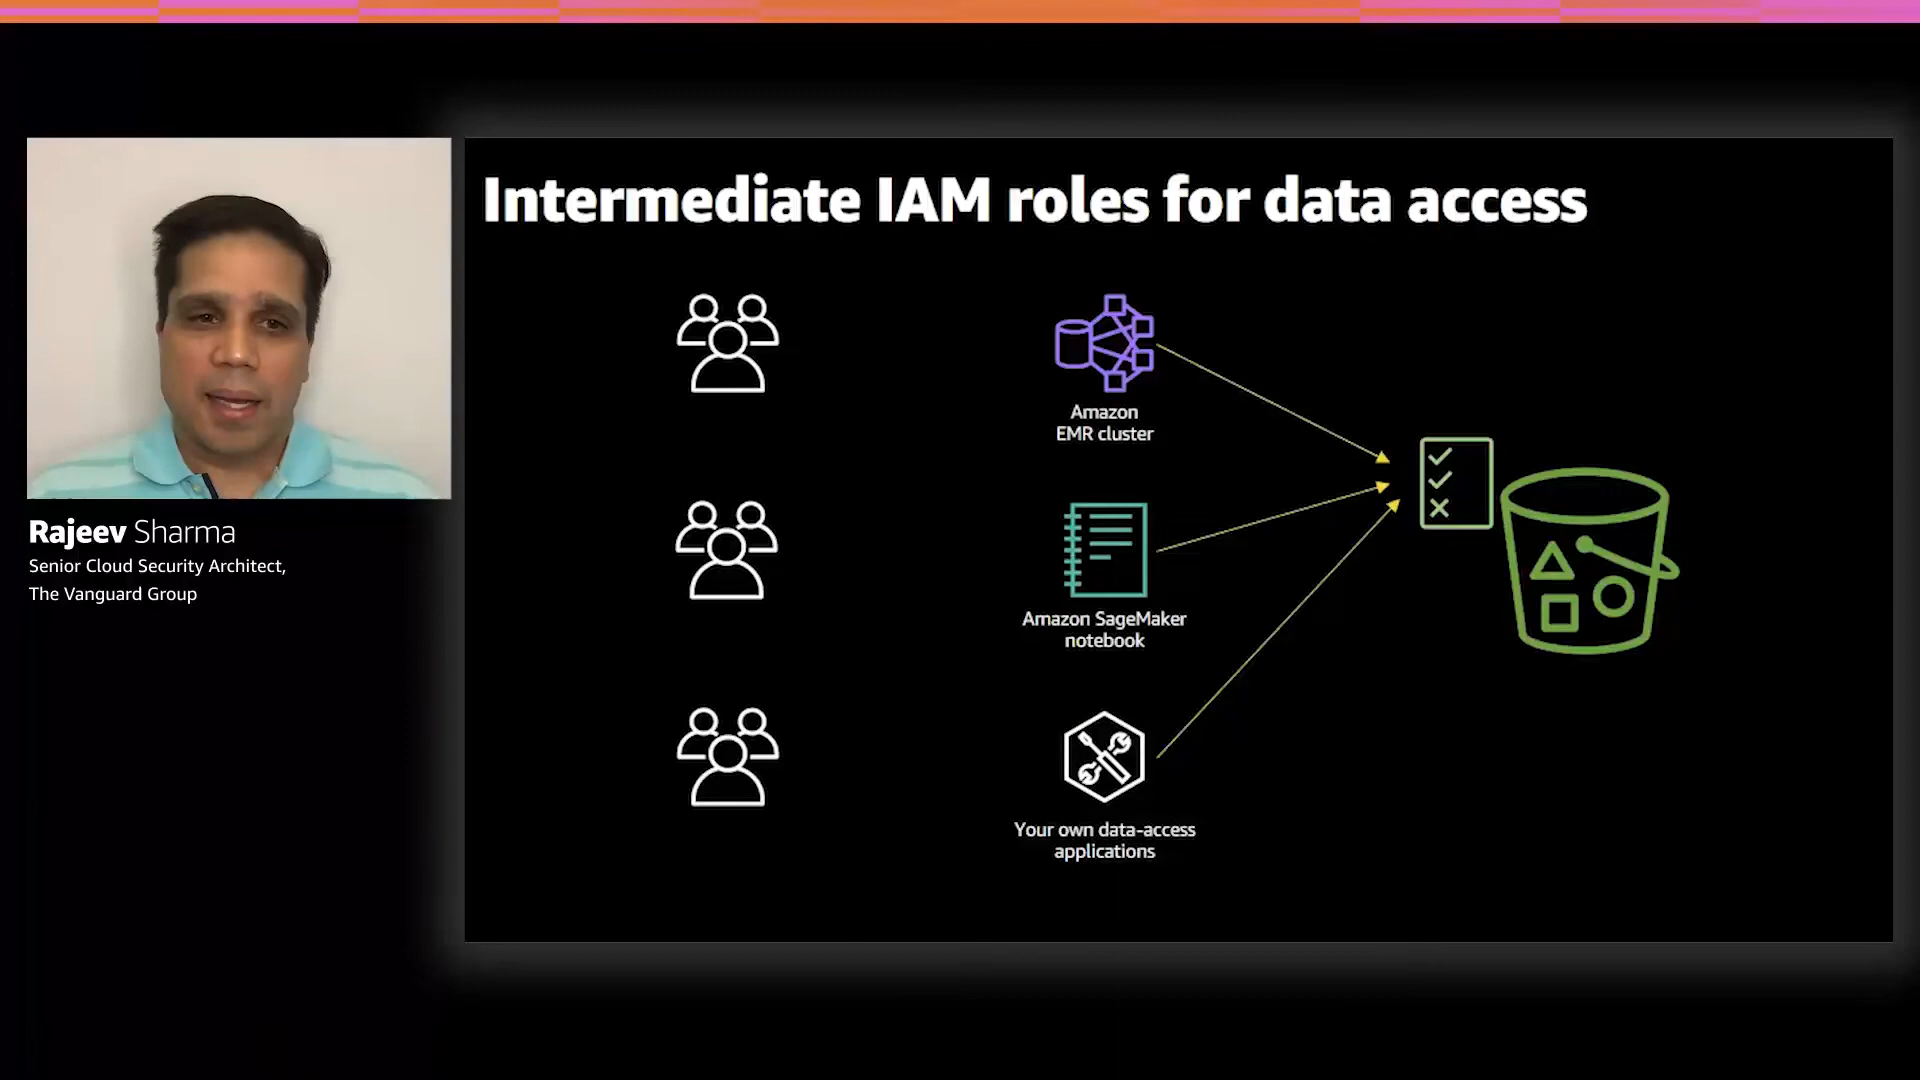 Intermediate IAM roles for data access
Amazon
EMR cluster
Amazon SageMaker
notebook
Your own data-access
applications
Rajeev Sharma
Senior Cloud Security Architect,
The Vanguard Group